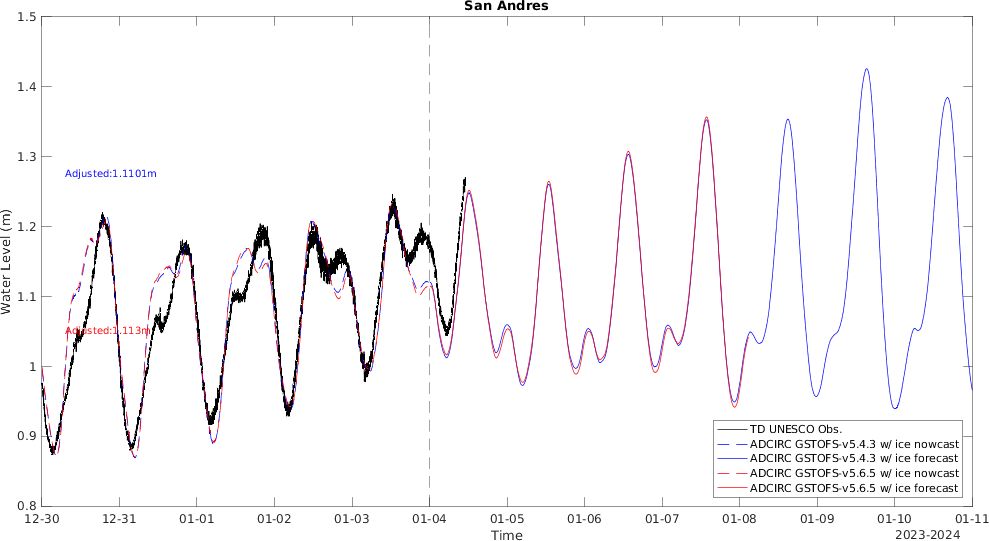 San Andres
1.5
1.4
1.3
1.2
1.1
1
0.9
0.8
Water Level (m)
Adjusted:1.1101m
Adjusted:1.113m
TD UNESCO Obs.
ADCIRC GSTOFS-v5.4.3 w/ ice nowcast
ADCIRC GSTOFS-v5.4.3 w/ ice forecast
ADCIRC GSTOFS-v5.6.5 w/ ice nowcast
ADCIRC GSTOFS-v5.6.5 w/ ice forecast
12-30 12-31 01-01 01-02 01-03 01-04 01-05 01-06 01-07 01-08 01-09 01-10 01-11
Time
2023-2024